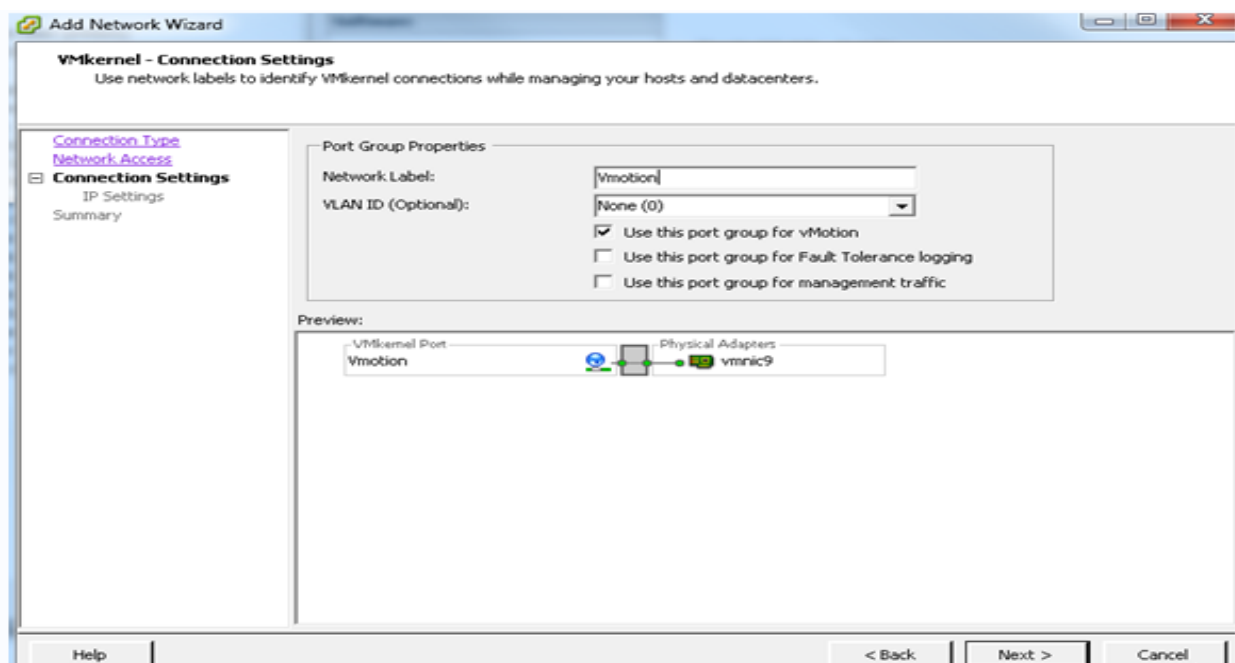 Add Network Wizard
VMkernel - Connection Settings
Use network labels to identify VMkernel connections while managing your hosts and datacenters.
Connection Type
Network Access
Connection Settings
IP Settings
Summary
Port Group Properties
Network Label:
Vmotion
VLAN ID (Optional):
None (0)
Use this port group for vMotion
Use this port group for Fault Tolerance logging
Use this port group for management traffic
Preview:
VMkernel Port
Physical Adapters
Vmotion
vmnic9
Help
< Back
Next >
Cancel